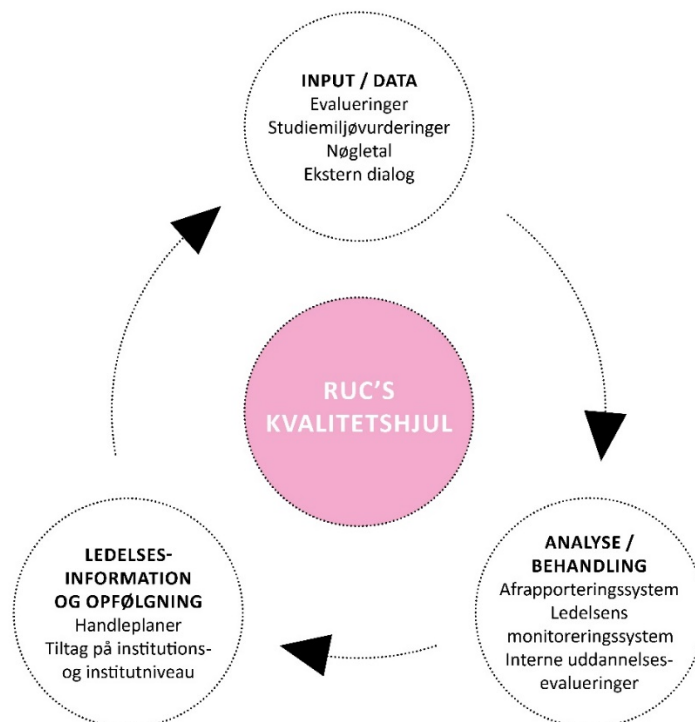 INPUT / DATA
Evalueringer
Studiemiljøvurderinger
Nøgletal
Ekstern dialog
RUC'S
KVALITETSHJUL
ANALYSE /
BEHANDLING
Afrapporteringssystem
Ledelsens
monitoreringssystem
Interne uddannelses-
evalueringer
LEDELSES-
INFORMATION
OG OPFØLGNING
Handleplaner
Tiltag på institutions-
og institutniveau